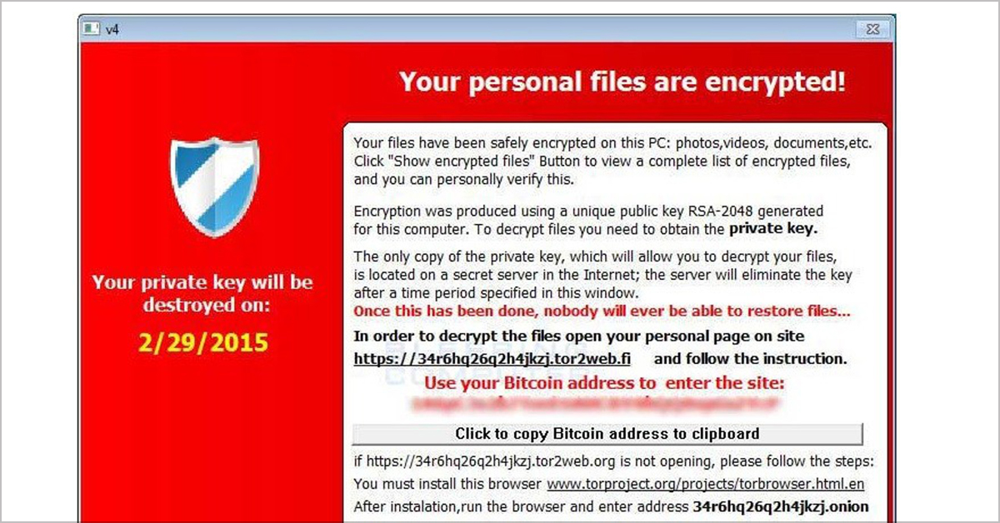 v4
Your personal files are encrypted!
Your files have been safely encrypted on this PC: photos,videos, documents,etc.
Click "Show encrypted files" Button to view a complete list of encrypted files,
and you can personally verify this.
Encryption was produced using a unique public key RSA-2048 generated
for this computer. To decrypt files you need to obtain the private key.
The only copy of the private key, which will allow you to decrypt your files,
is located on a secret server in the Internet; the server will eliminate the key
after a time period specified in this window.
Once this has been done, nobody will ever be able to restore files...
In order to decrypt the files open your personal page on site
https://34r6hq26q2h4jkzj.tor2web.fi and follow the instruction.
Use your Bitcoin address to enter the site:
Click to copy Bitcoin address to clipboard
if https://34r6hq26q2h4jkzj.tor2web.org is not opening, please follow the steps:
You must install this browser www.torproject.org/projects/torbrowser.html.en
After instalation,run the browser and enter address 34r6hq26q2h4jkzj.onion
Your private key will be
destroyed on:
2/29/2015
BLEEPING
COMPUTER